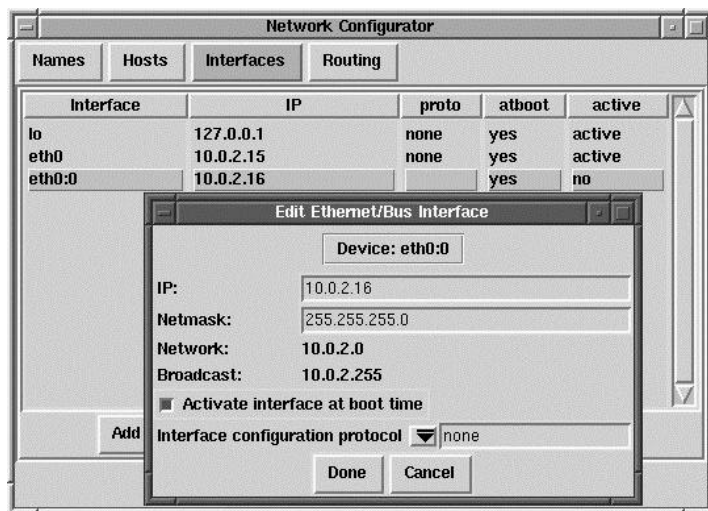 Network Configurator
Names Hosts Interfaces Routing
Interface IP proto atboot active
lo 127.0.0.1 none yes active
eth0 10.0.2.15 none yes active
eth0:0 10.0.2.16 yes no
Edit Ethernet/Bus Interface
Device: eth0:0
IP: 10.0.2.16
Netmask: 255.255.255.0
Network: 10.0.2.0
Broadcast: 10.0.2.255
Activate interface at boot time
Add
Interface configuration protocol none
Done Cancel